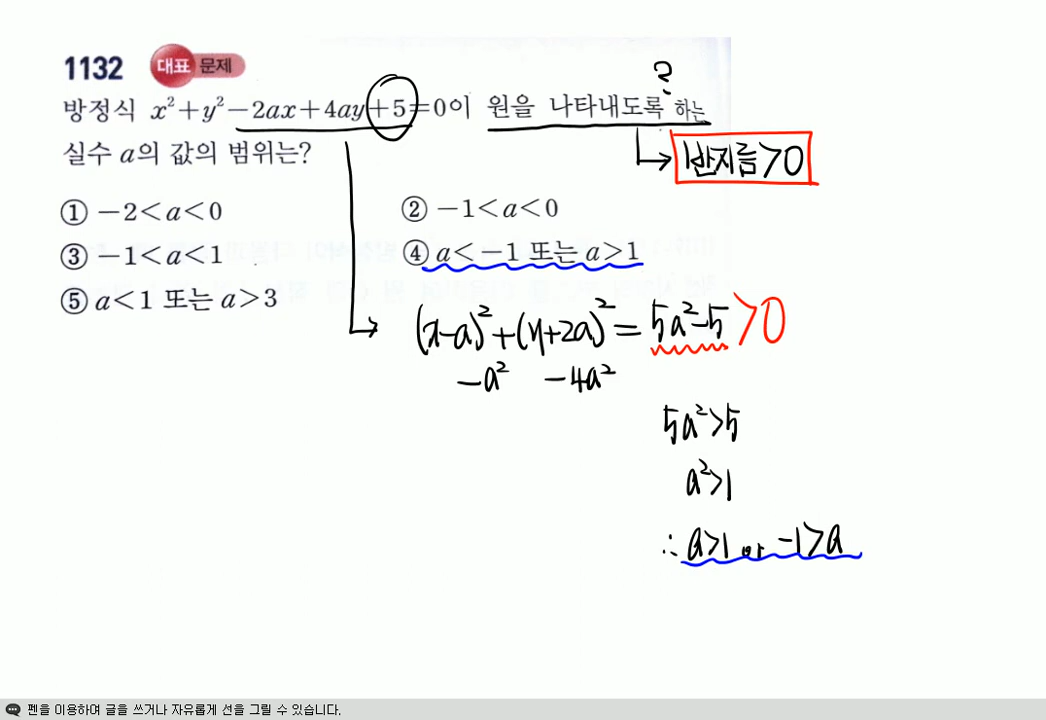 1132 대표 문제
방정식 x²+y²-2ax+4ay+5=0이 원을 나타내도록 하는
?
실수 a의 값의 범위는?
반지름>0
① -2<a<0
② -1<a<0
③ -1<a<1
④ a<-1 또는 a>1
⑤ a<1 또는 a>3
(x-a)²+(y+2a)²=5a²-5>0
-a² -4a²
5a²>5
a²>1
∴ a>1 or -1>a
펜을 이용하여 글을 쓰거나 자유롭게 선을 그릴 수 있습니다.